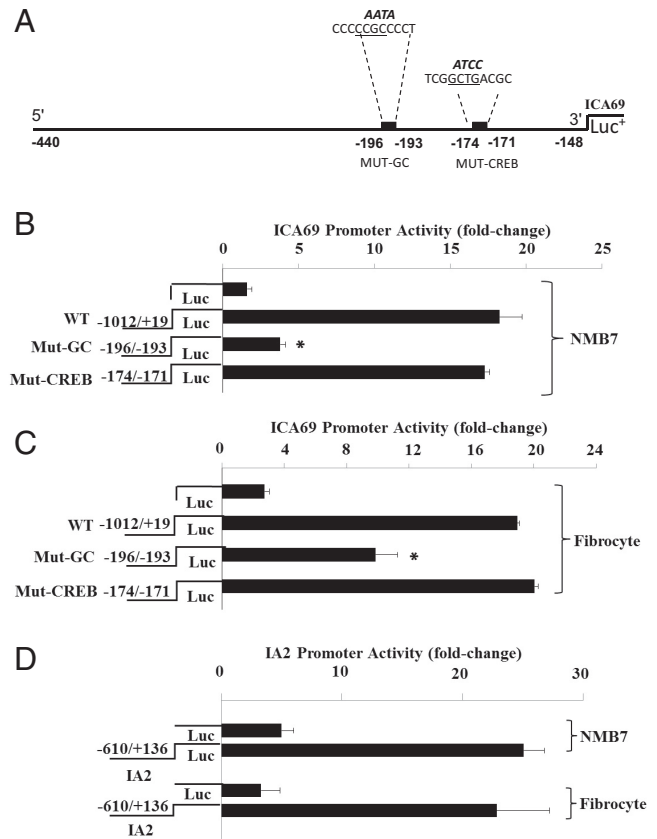 A
AATA
CCCCCCGCCCCT
ATCC
TCGGCTGACGC
ICA69
5'
3'
Luc+
-440
-196
-193
-174
-171
-148
MUT-GC
MUT-CREB
B
ICA69 Promoter Activity (fold-change)
0 5 10 15 20 25
Luc
WT -1012/+19 Luc
Mut-GC -196/-193 Luc *
Mut-CREB -174/-171 Luc
NMB7
C
ICA69 Promoter Activity (fold-change)
0 4 8 12 16 20 24
Luc
WT -1012/+19 Luc
Mut-GC -196/-193 Luc *
Mut-CREB -174/-171 Luc
Fibrocyte
D
IA2 Promoter Activity (fold-change)
0 10 20 30
Luc
-610/+136 Luc
IA2
NMB7
Luc
-610/+136 Luc
IA2
Fibrocyte